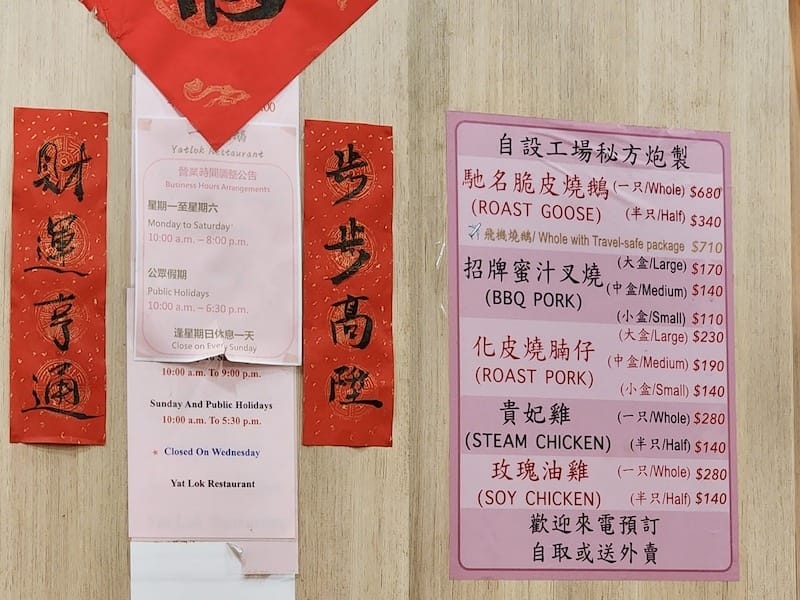 財運亨通
鵝
Yatlok Restaurant
營業時間調整公告
Business Hours Arrangements
星期一至星期六
Monday to Saturday
10:00 a.m. – 8:00 p.m.
公眾假期
Public Holidays
10:00 a.m. – 6:30 p.m.
逢星期日休息一天
Close on Every Sunday
10:00 a.m. To 9:00 p.m.
Sunday And Public Holidays
10:00 a.m. To 5:30 p.m.
* Closed On Wednesday
Yat Lok Restaurant
步步高陞
自設工場秘方炮製
馳名脆皮燒鵝 (一只/Whole) $680
(ROAST GOOSE) (半只/Half) $340
飛機燒鵝/ Whole with Travel-safe package $710
招牌蜜汁叉燒 (大盒/Large) $170
(BBQ PORK) (中盒/Medium) $140
(小盒/Small) $110
化皮燒腩仔 (大盒/Large) $230
(ROAST PORK) (中盒/Medium) $190
(小盒/Small) $140
貴妃雞 (一只/Whole) $280
(STEAM CHICKEN) (半只/Half) $140
玫瑰油雞 (一只/Whole) $280
(SOY CHICKEN) (半只/Half) $140
歡迎來電預訂
自取或送外賣